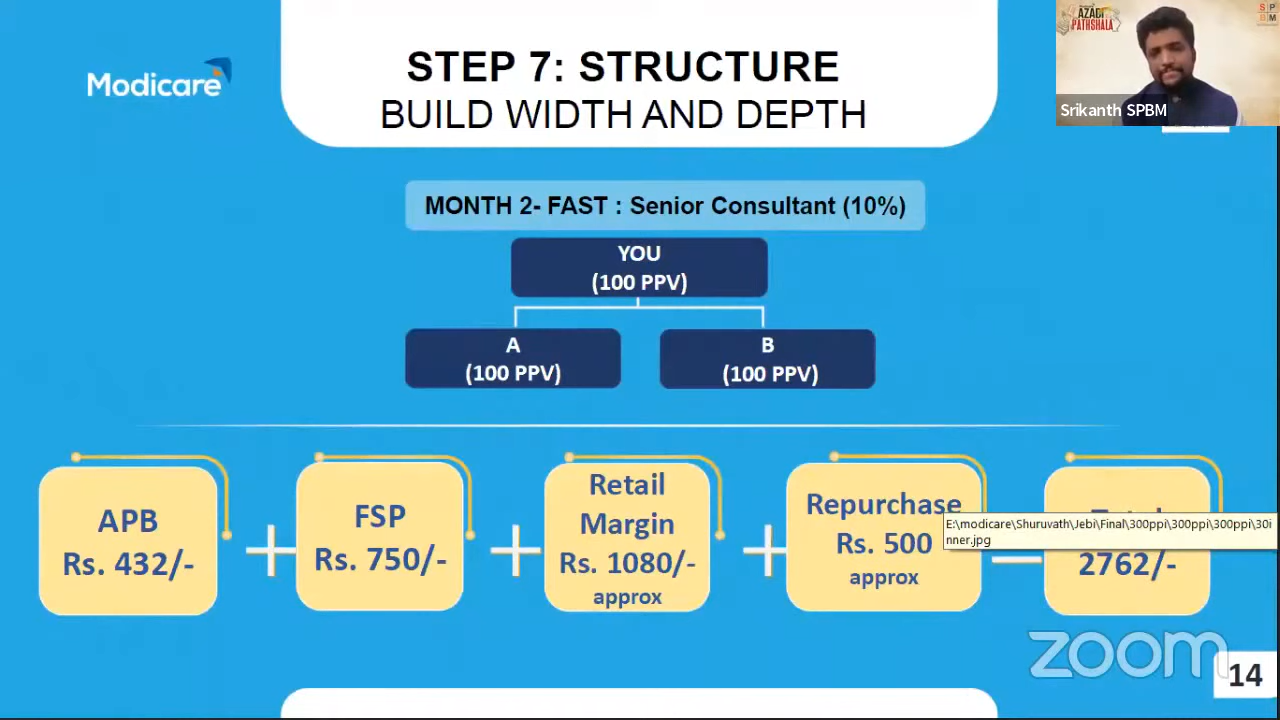 Modicare
STEP 7: STRUCTURE
BUILD WIDTH AND DEPTH
AZADI
PATHSHALA
S P
B M
Srikanth SPBM
MONTH 2- FAST : Senior Consultant (10%)
YOU
(100 PPV)
A
(100 PPV)
B
(100 PPV)
APB
Rs. 432/-
+
FSP
Rs. 750/-
+
Retail
Margin
Rs. 1080/-
approx
+
Repurchase
Rs. 500
approx
E:\modicare\Shuruvath\Jebi\Final\300ppi\300ppi\300ppi\30i
nner.jpg
2762/-
zoom
14